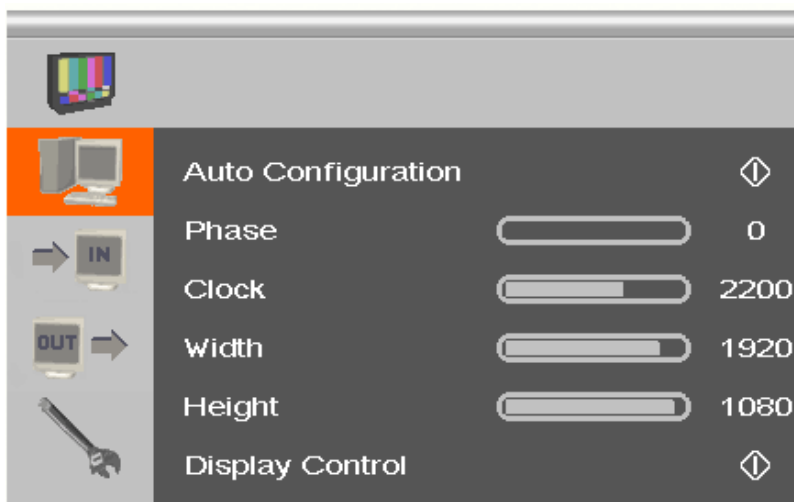 Auto Configuration
Phase 0
IN
Clock 2200
OUT
Width 1920
Height 1080
Display Control